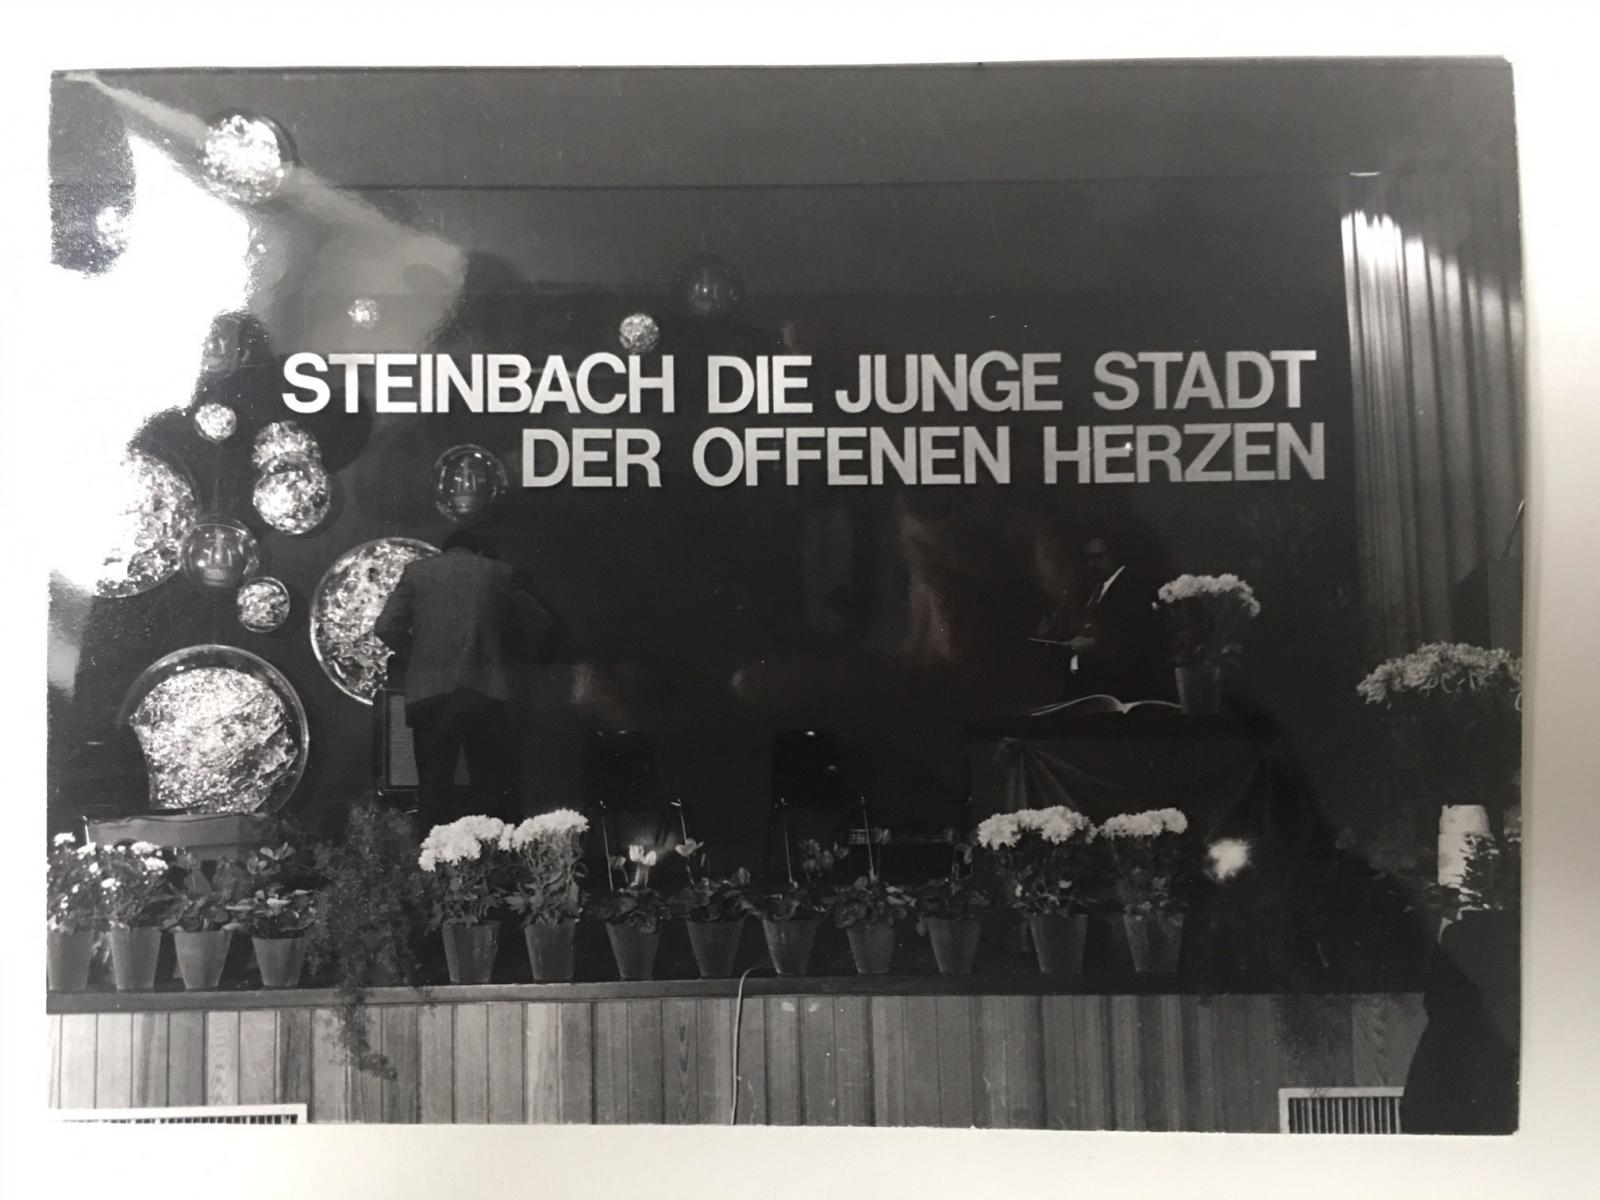 STEINBACH DIE JUNGE STADT
DER OFFENEN HERZEN